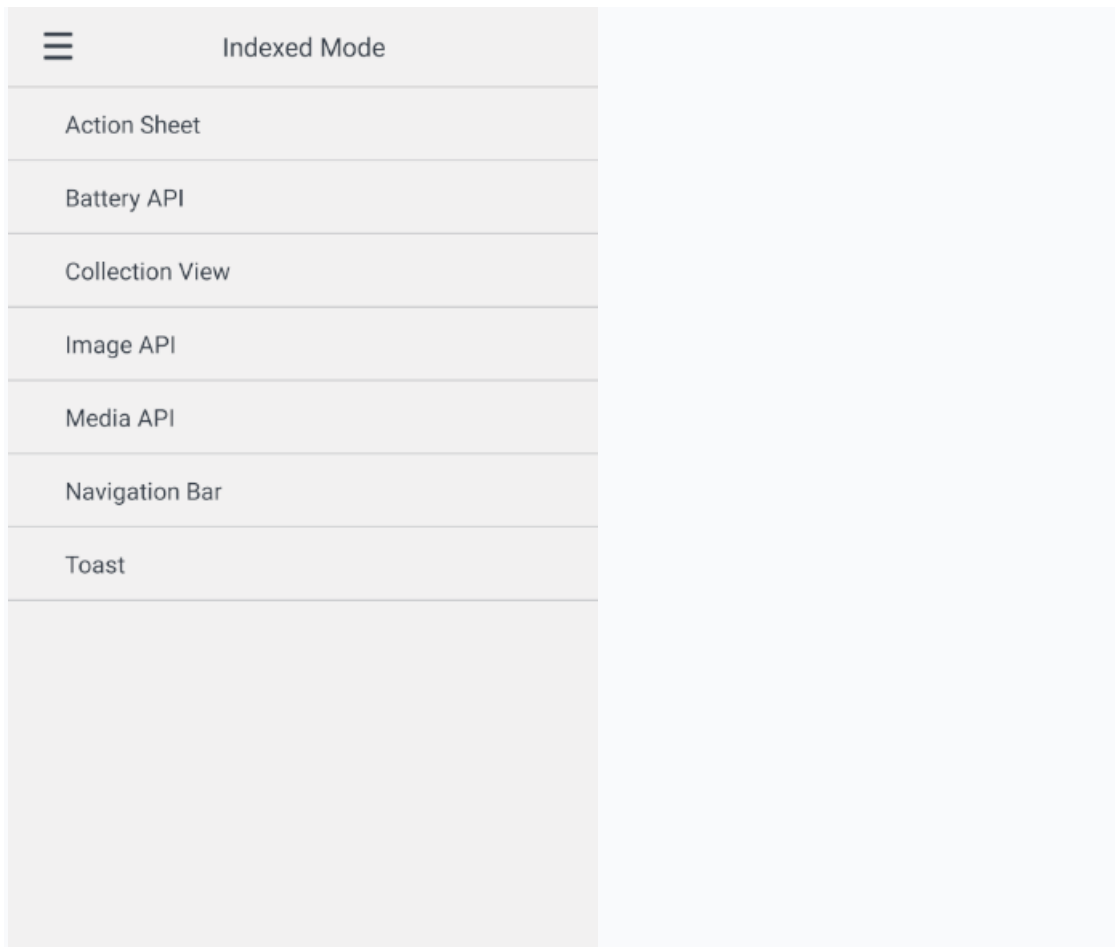 Indexed Mode
Action Sheet
Battery API
Collection View
Image API
Media API
Navigation Bar
Toast